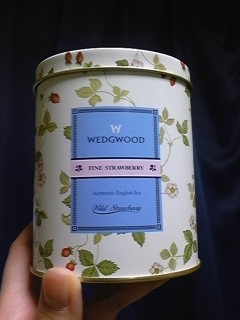 W
WEDGWOOD
FINE STRAWBERRY
Authentic English Tea
Wild Strawberry